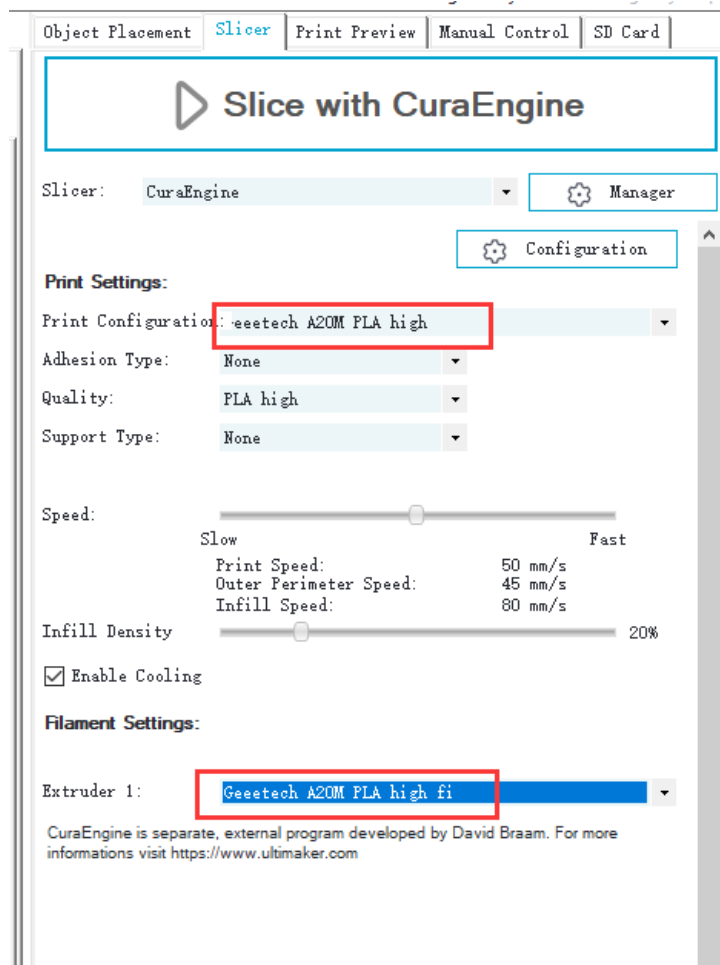 Object Placement Slicer Print Preview Manual Control SD Card
Slice with CuraEngine
Slicer: CuraEngine Manager
Configuration
Print Settings:
Print Configuration: eeetech A20M PLA high
Adhesion Type: None
Quality: PLA high
Support Type: None
Speed:
Slow Fast
Print Speed: 50 mm/s
Outer Perimeter Speed: 45 mm/s
Infill Speed: 80 mm/s
Infill Density 20%
Enable Cooling
Filament Settings:
Extruder 1: Geeetech A20M PLA high fi
CuraEngine is separate, external program developed by David Braam. For more
informations visit https://www.ultimaker.com